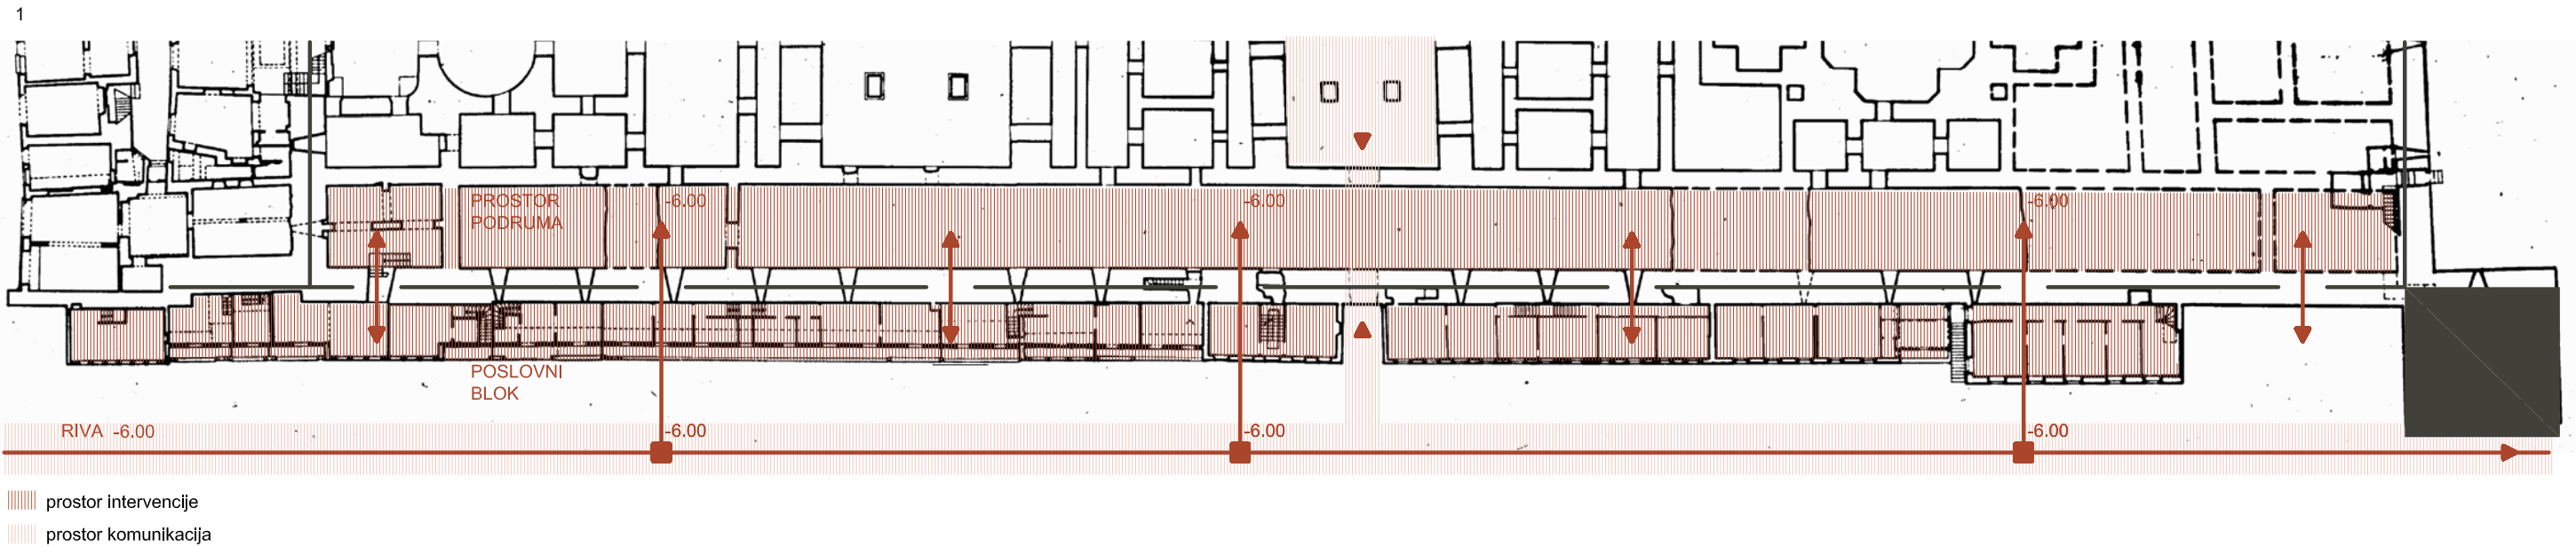 1
PROSTOR
PODRUMA
-6.00
-6.00
-6.00
POSLOVNI
BLOK
RIVA -6.00
-6.00
-6.00
-6.00
prostor intervencije
prostor komunikacija